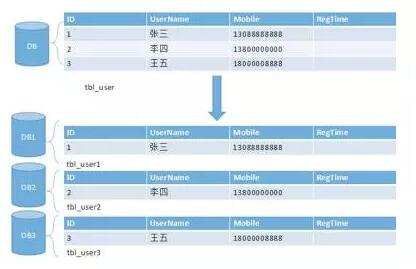 DB
ID UserName Mobile RegTime
1 张三 13088888888
2 李四 13800000000
3 王五 18000008888
tbl_user
DB1
ID UserName Mobile RegTime
1 张三 13088888888
tbl_user1
DB2
ID UserName Mobile RegTime
2 李四 13800000000
tbl_user2
DB3
ID UserName Mobile RegTime
3 王五 18000008888
tbl_user3